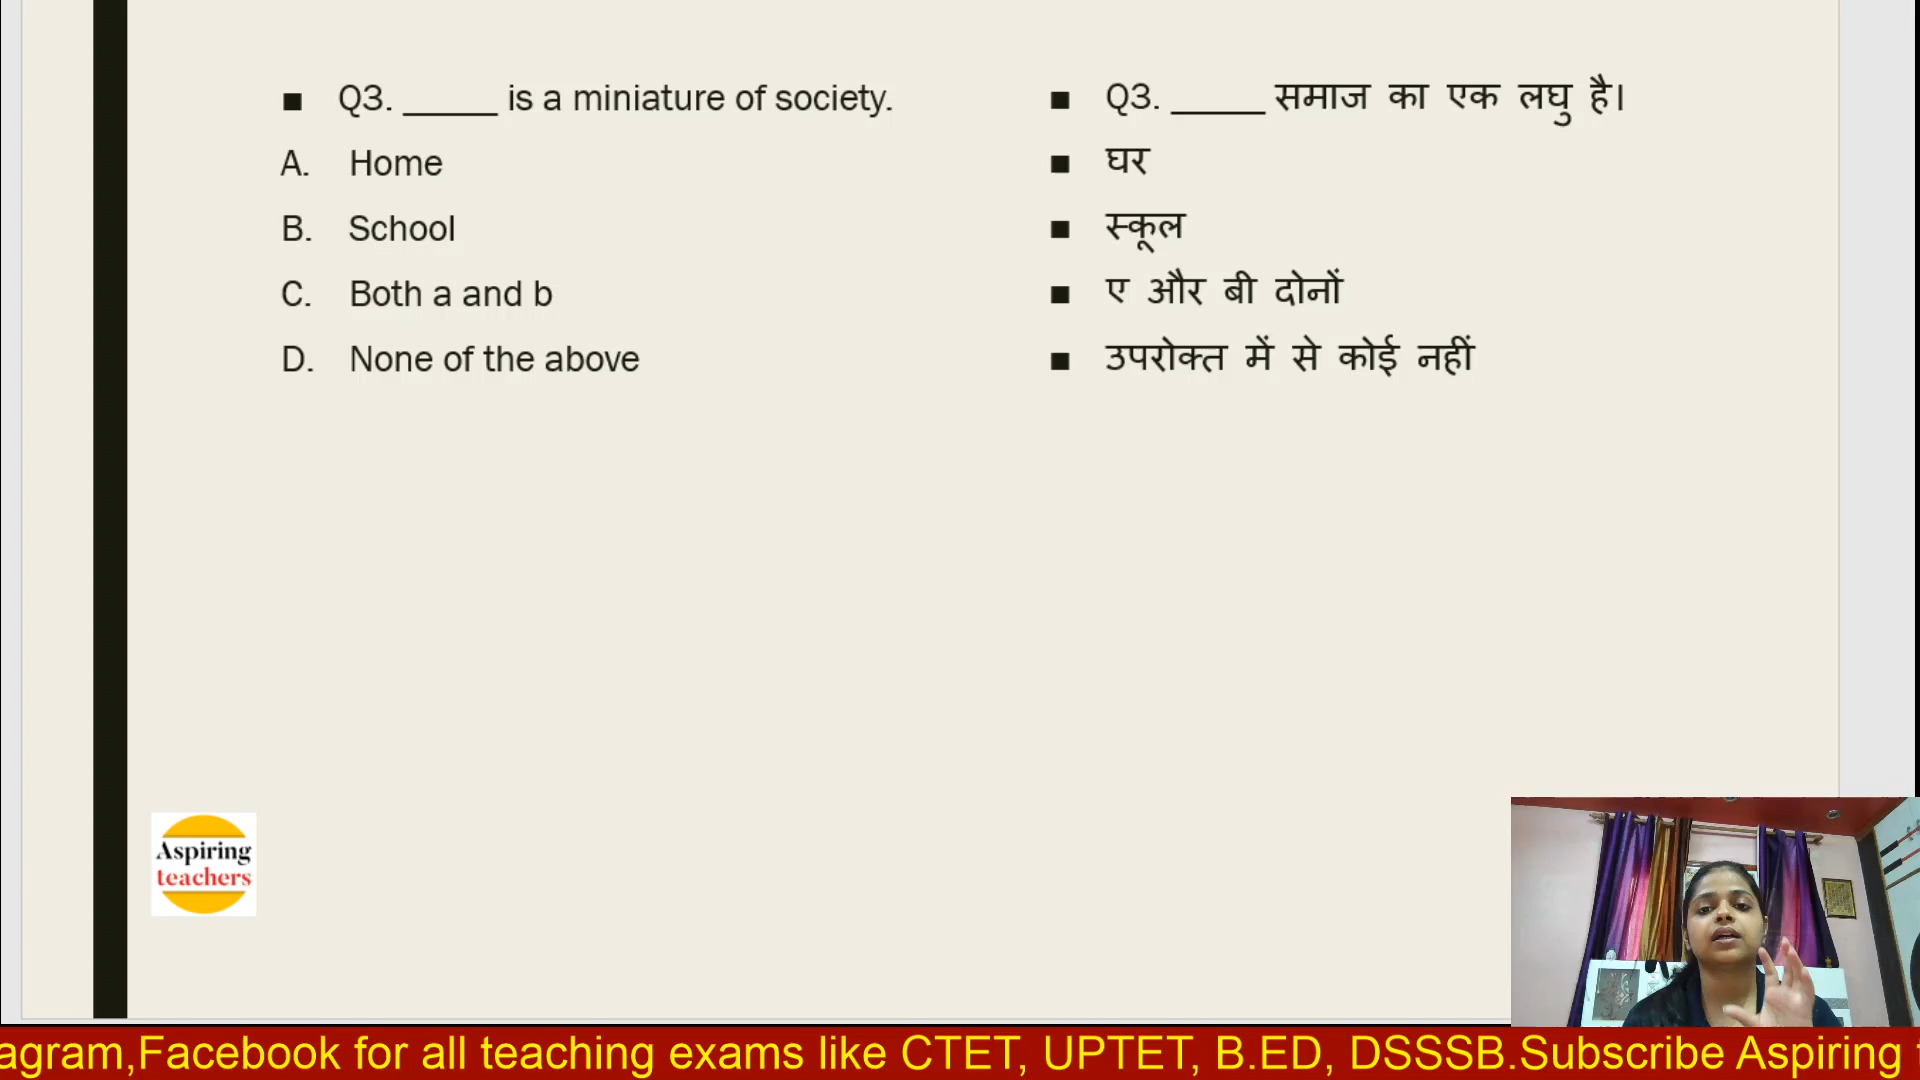 Q3. _____ is a miniature of society.
A. Home
B. School
C. Both a and b
D. None of the above
Q3. _____ समाज का एक लघु है।
घर
स्कूल
ए और बी दोनों
उपरोक्त में से कोई नहीं
Aspiring
teachers
agram,Facebook for all teaching exams like CTET, UPTET, B.ED, DSSSB.Subscribe Aspiring